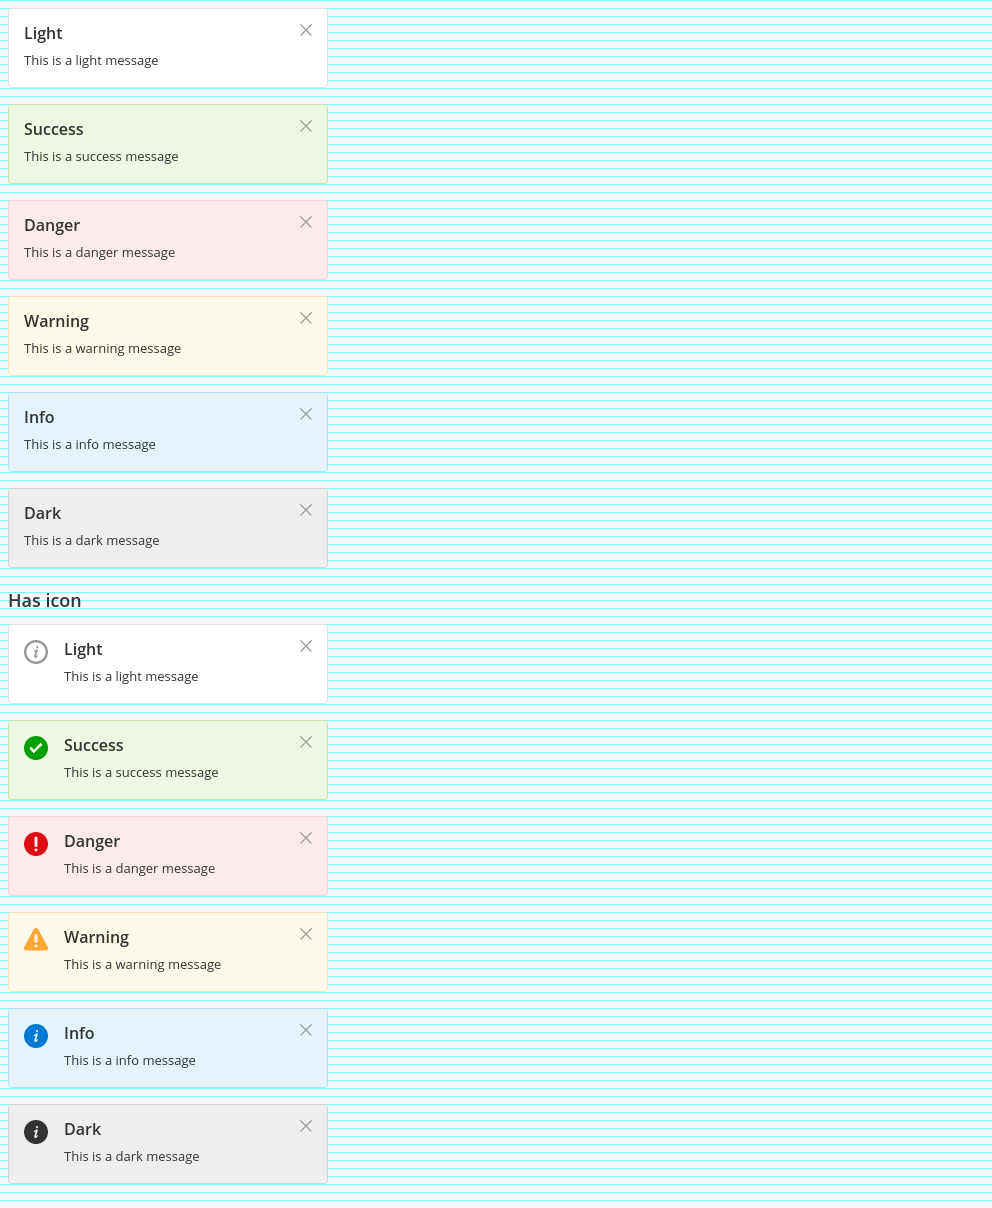 Light
This is a light message
Success
This is a success message
Danger
This is a danger message
Warning
This is a warning message
Info
This is a info message
Dark
This is a dark message
Has icon
Light
This is a light message
Success
This is a success message
Danger
This is a danger message
Warning
This is a warning message
Info
This is a info message
Dark
This is a dark message